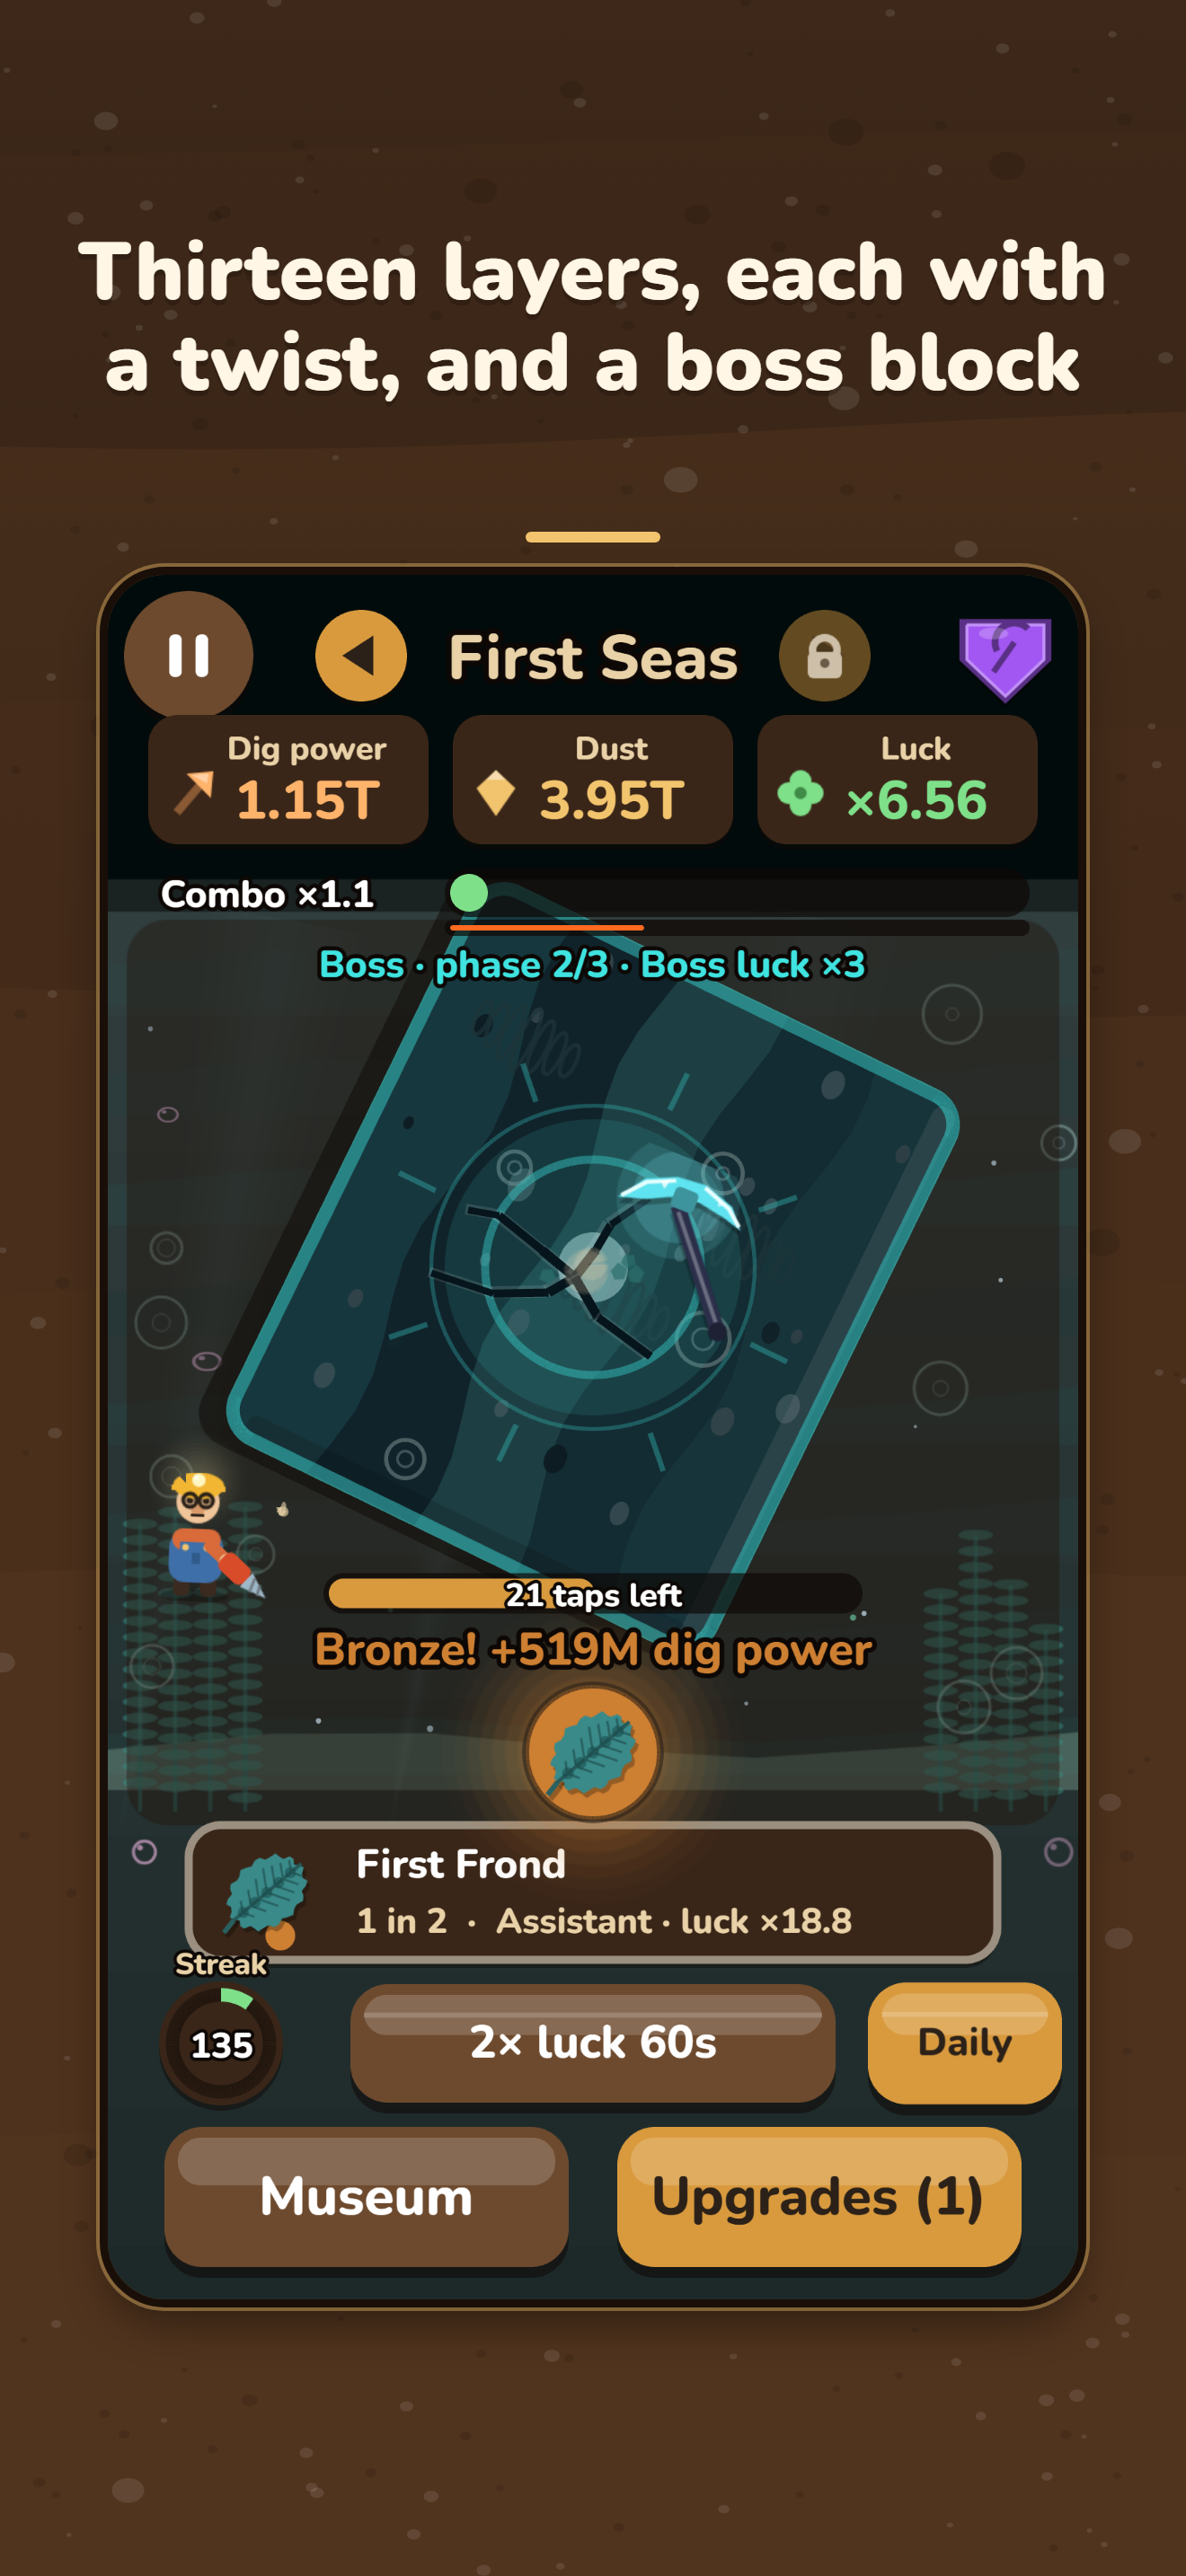 Thirteen layers, each with
a twist, and a boss block
First Seas
Dig power
1.15T
Dust
3.95T
Luck
×6.56
Combo ×1.1
Boss · phase 2/3 · Boss luck ×3
21 taps left
Bronze! +519M dig power
First Frond
1 in 2 · Assistant · luck ×18.8
Streak
135
2× luck 60s
Daily
Museum
Upgrades (1)